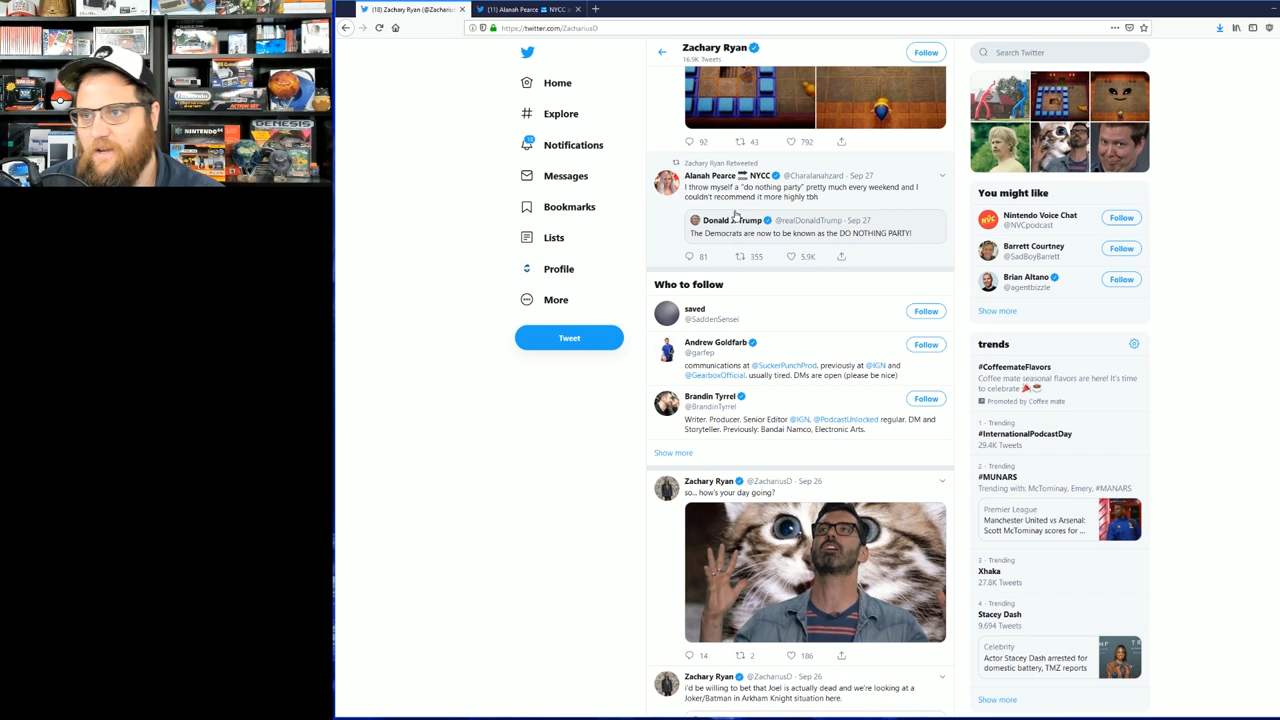 (18) Zachary Ryan (@Zacharius
(11) Alanah Pearce NYCC
https://twitter.com/ZachariusD
NINTENDO 64
GENESIS
Zachary Ryan
16.9K Tweets
Follow
Search Twitter
Home
Explore
Notifications
Messages
Bookmarks
Lists
Profile
More
Tweet
92 43 792
Zachary Ryan Retweeted
Alanah Pearce NYCC @Charalanahzard · Sep 27
I throw myself a "do nothing party" pretty much every weekend and I
couldn't recommend it more highly tbh
Donald J. Trump @realDonaldTrump · Sep 27
The Democrats are now to be known as the DO NOTHING PARTY!
81 355 5.9K
Who to follow
saved
@SaddenSensei
Follow
Andrew Goldfarb
@garfep
Follow
communications at @SuckerPunchProd, previously at @IGN and
@GearboxOfficial. usually tired. DMs are open (please be nice)
Brandin Tyrrel
@BrandinTyrrel
Follow
Writer. Producer. Senior Editor @IGN, @PodcastUnlocked regular. DM and
Storyteller. Previously: Bandai Namco, Electronic Arts.
Show more
Zachary Ryan @ZachariusD · Sep 26
so... how's your day going?
14 2 186
Zachary Ryan @ZachariusD · Sep 26
i'd be willing to bet that Joel is actually dead and we're looking at a
Joker/Batman in Arkham Knight situation here.
You might like
NVC
Nintendo Voice Chat
@NVCpodcast
Follow
Barrett Courtney
@SadBoyBarrett
Follow
Brian Altano
@agentbizzle
Follow
Show more
trends
#CoffeemateFlavors
Coffee mate seasonal flavors are here! It's time
to celebrate
Promoted by Coffee mate
1 · Trending
#InternationalPodcastDay
29.4K Tweets
2 · Trending
#MUNARS
Trending with: McTominay, Emery, #MANARS
Premier League
Manchester United vs Arsenal:
Scott McTominay scores for ...
3 · Trending
Xhaka
27.8K Tweets
4 · Trending
Stacey Dash
9,694 Tweets
Celebrity
Actor Stacey Dash arrested for
domestic battery, TMZ reports
Show more